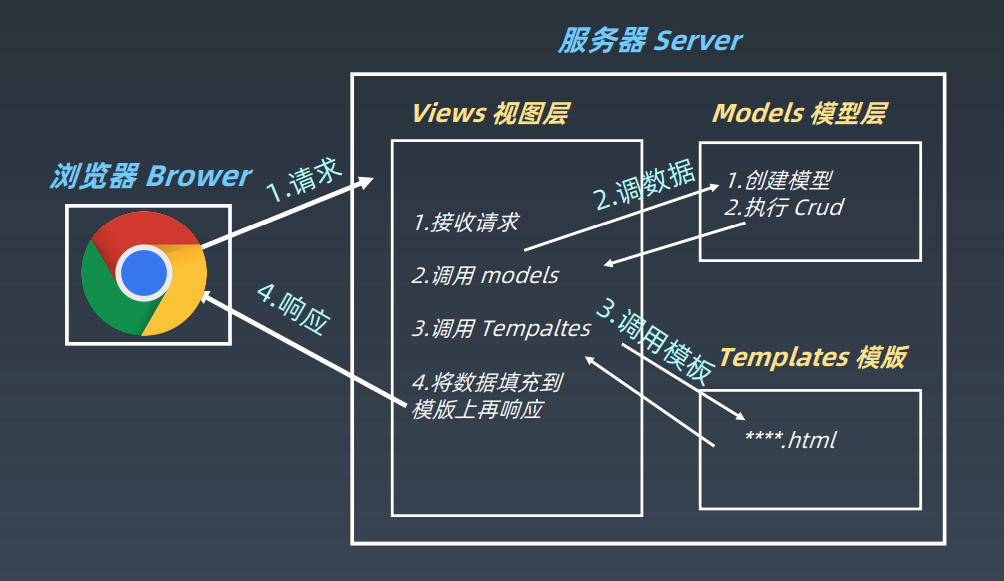 服务器 Server
浏览器 Brower
1.请求
4.响应
Views 视图层
1.接收请求
2.调用 models
3.调用 Tempaltes
4.将数据填充到
模版上再响应
2.调数据
Models 模型层
1.创建模型
2.执行 Crud
3.调用模板
Templates 模版
****.html